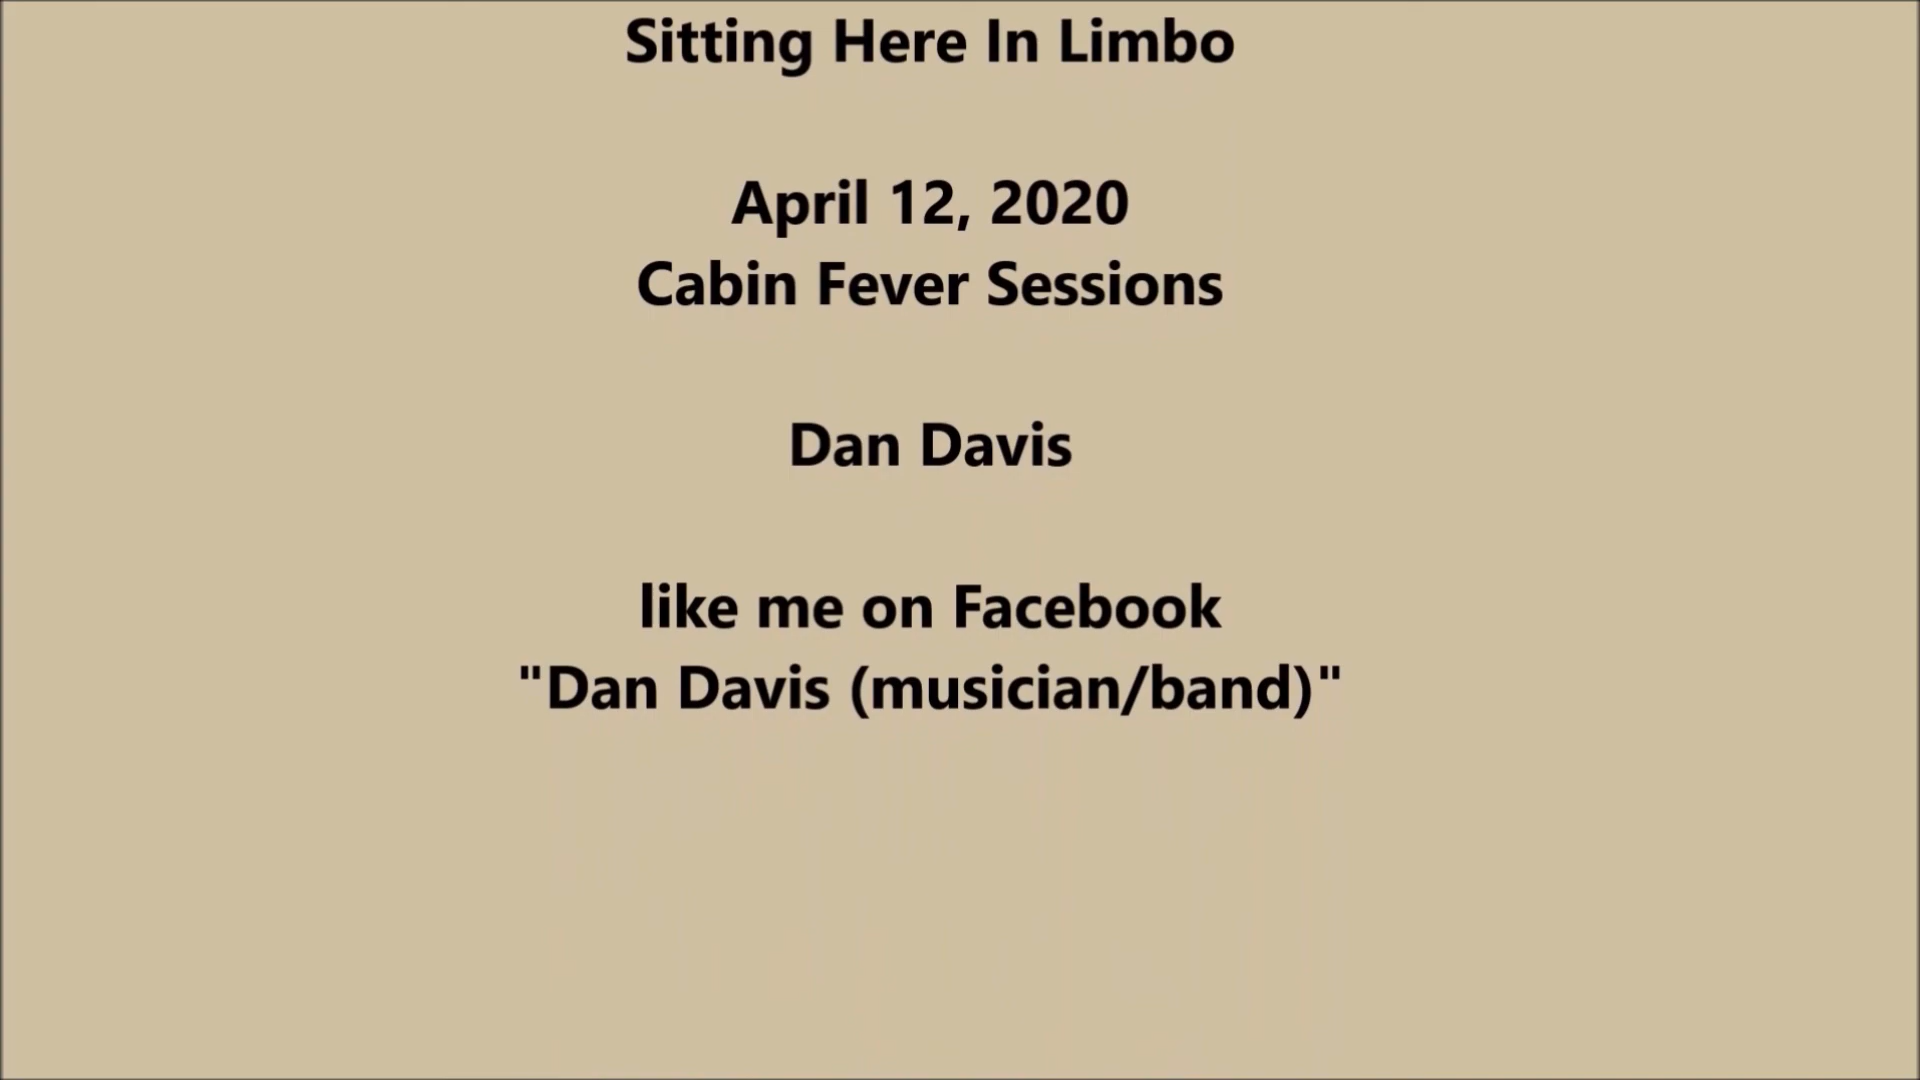 Sitting Here In Limbo
April 12, 2020
Cabin Fever Sessions
Dan Davis
like me on Facebook
"Dan Davis (musician/band)"